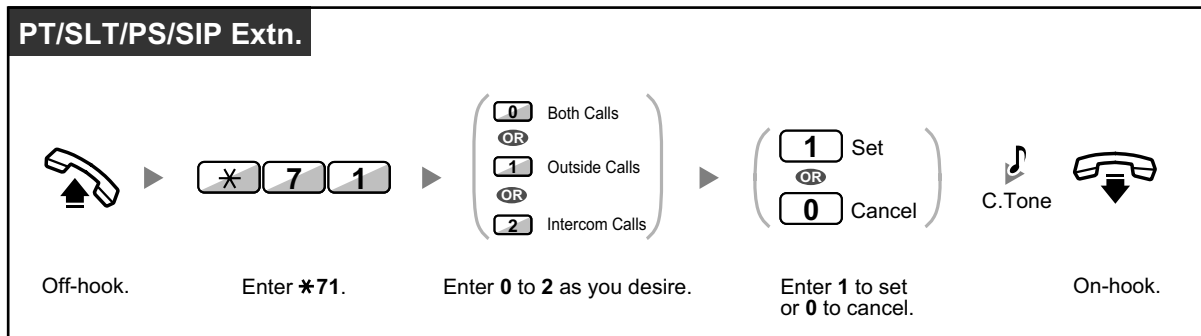 PT/SLT/PS/SIP Extn.
0 Both Calls
OR
1 Outside Calls
OR
2 Intercom Calls
1 Set
OR
0 Cancel
C.Tone
* 7 1
Off-hook.
Enter *71.
Enter 0 to 2 as you desire.
Enter 1 to set
or 0 to cancel.
On-hook.